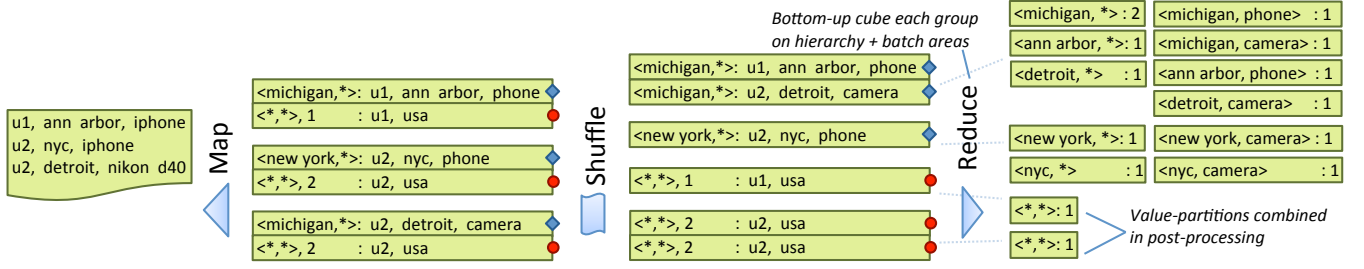 u1, ann arbor, iphone
u2, nyc, iphone
u2, detroit, nikon d40
Map
<michigan,*>: u1, ann arbor, phone
<*,*>, 1 : u1, usa
<new york,*>: u2, nyc, phone
<*,*>, 2 : u2, usa
<michigan,*>: u2, detroit, camera
<*,*>, 2 : u2, usa
Shuffle
Bottom-up cube each group
on hierarchy + batch areas
<michigan,*>: u1, ann arbor, phone
<michigan,*>: u2, detroit, camera
<new york,*>: u2, nyc, phone
<*,*>, 1 : u1, usa
<*,*>, 2 : u2, usa
<*,*>, 2 : u2, usa
Reduce
<michigan, *> : 2
<ann arbor, *>: 1
<detroit, *> : 1
<michigan, phone> : 1
<michigan, camera> : 1
<ann arbor, phone> : 1
<detroit, camera> : 1
<new york, *>: 1
<nyc, *> : 1
<new york, camera> : 1
<nyc, camera> : 1
<*,*>: 1
<*,*>: 1
Value-partitions combined
in post-processing